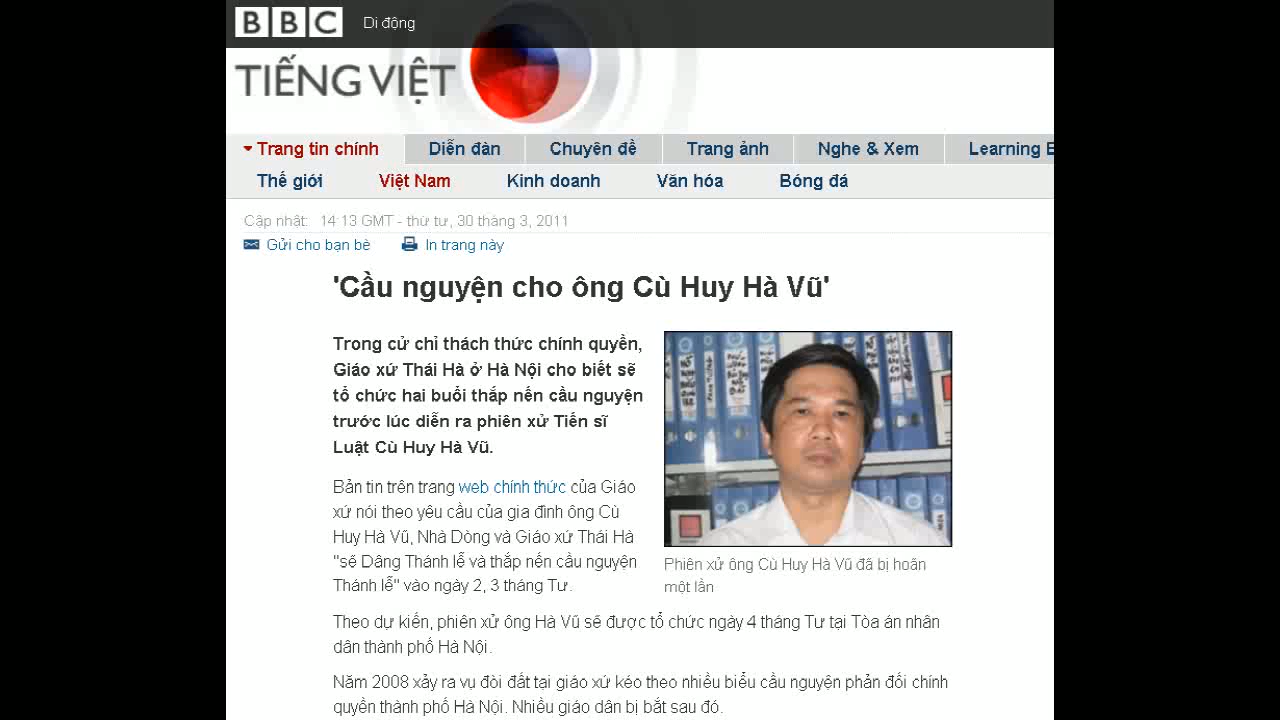 BBC Di động
TIẾNG VIỆT
Trang tin chính Diễn đàn Chuyên đề Trang ảnh Nghe & Xem Learning E
Thế giới Việt Nam Kinh doanh Văn hóa Bóng đá
Cập nhật: 14:13 GMT - thứ tư, 30 tháng 3, 2011
Gửi cho bạn bè In trang này
'Cầu nguyện cho ông Cù Huy Hà Vũ'
Trong cử chỉ thách thức chính quyền,
Giáo xứ Thái Hà ở Hà Nội cho biết sẽ
tổ chức hai buổi thắp nến cầu nguyện
trước lúc diễn ra phiên xử Tiến sĩ
Luật Cù Huy Hà Vũ.
Bản tin trên trang web chính thức của Giáo
xứ nói theo yêu cầu của gia đình ông Cù
Huy Hà Vũ, Nhà Dòng và Giáo xứ Thái Hà
"sẽ Dâng Thánh lễ và thắp nến cầu nguyện
Thánh lễ" vào ngày 2, 3 tháng Tư.
Phiên xử ông Cù Huy Hà Vũ đã bị hoãn
một lần
Theo dự kiến, phiên xử ông Hà Vũ sẽ được tổ chức ngày 4 tháng Tư tại Tòa án nhân
dân thành phố Hà Nội.
Năm 2008 xảy ra vụ đòi đất tại giáo xứ kéo theo nhiều biểu cầu nguyện phản đối chính
quyền thành phố Hà Nội. Nhiều giáo dân bị bắt sau đó.